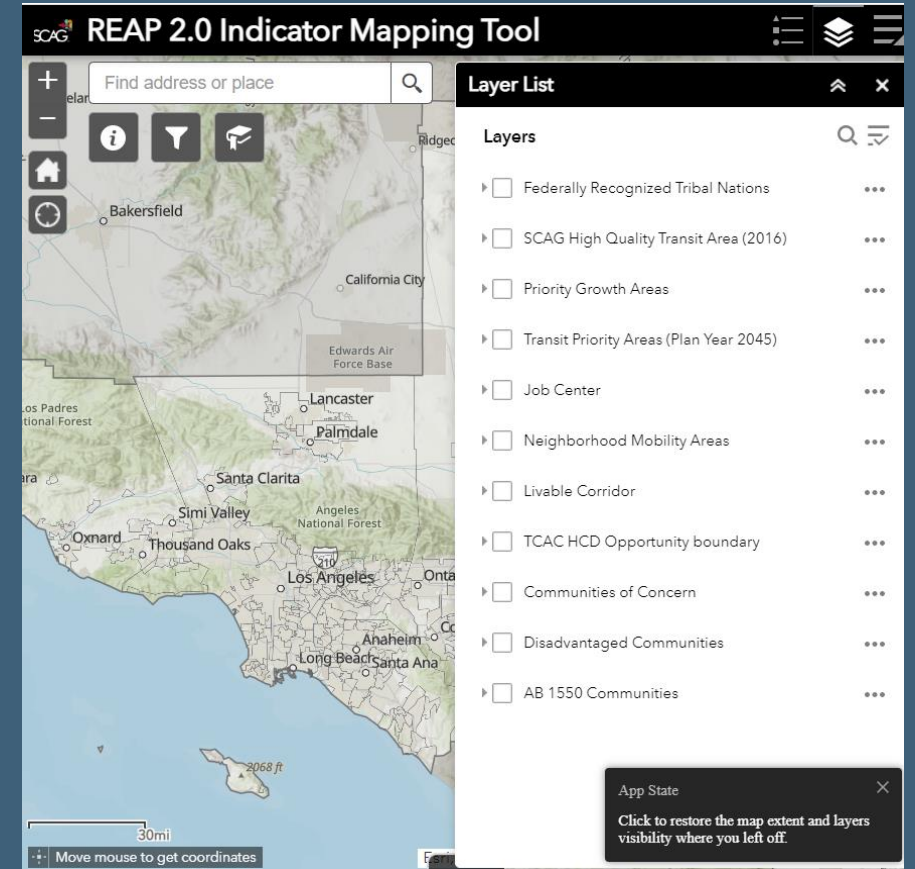 SCAG REAP 2.0 Indicator Mapping Tool
Find address or place
Layer List
Layers
Federally Recognized Tribal Nations
SCAG High Quality Transit Area (2016)
Priority Growth Areas
Transit Priority Areas (Plan Year 2045)
Job Center
Neighborhood Mobility Areas
Livable Corridor
TCAC HCD Opportunity boundary
Communities of Concern
Disadvantaged Communities
AB 1550 Communities
App State
Click to restore the map extent and layers
visibility where you left off.
Bakersfield
California City
Edwards Air
Force Base
Lancaster
Palmdale
Santa Clarita
Simi Valley
Angeles
National Forest
Oxnard
Thousand Oaks
210
Los Angeles
Anaheim
Long Beach
Santa Ana
Los Padres
2068 ft
30mi
Move mouse to get coordinates